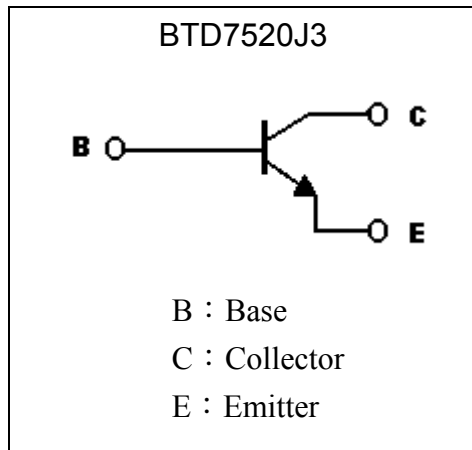 BTD7520J3
B
C
E
B：Base
C：Collector
E：Emitter